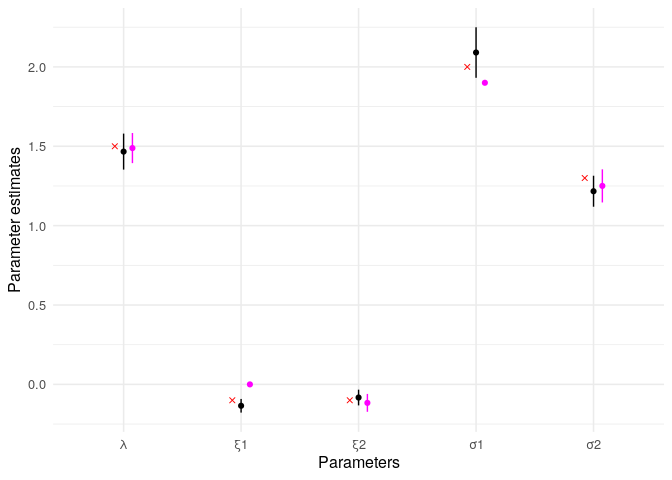 Parameter estimates
2.0
1.5
1.0
0.5
0.0
λ
ξ1
ξ2
σ1
σ2
Parameters